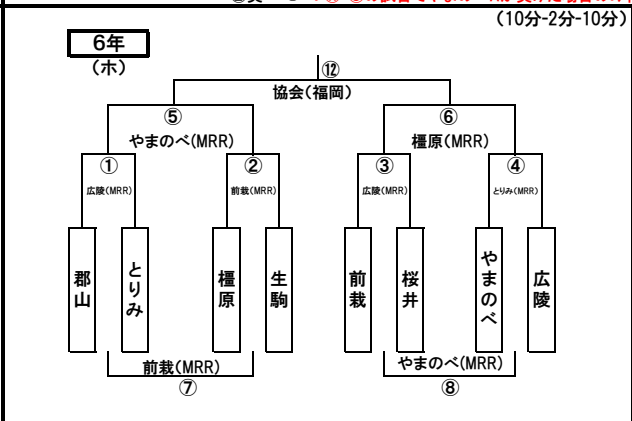 (10分-2分-10分)
6年
(ホ)
⑫
協会(福岡)
⑤ ⑥
やまのべ(MRR) 橿原(MRR)
① ② ③ ④
広陵(MRR) 前栽(MRR) 広陵(MRR) とりみ(MRR)
郡山 とりみ 橿原 生駒 前栽 桜井 やまのべ 広陵
前栽(MRR) やまのべ(MRR)
⑦ ⑧